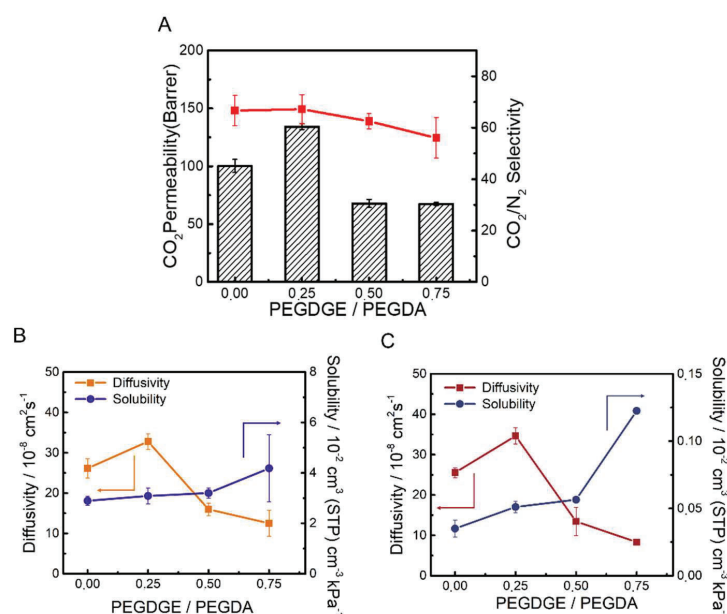 A
CO₂Permeability(Barrer)
200
150
100
50
0
80
60
40
20
0
CO₂/N₂ Selectivity
0,00 0,25 0,50 0,75
PEGDGE / PEGDA
B
Diffusivity / 10⁻⁸ cm²s⁻¹
50
40
30
20
10
0
Diffusivity
Solubility
8
6
4
2
0
Solubility / 10⁻² cm³ (STP) cm⁻³ kPa⁻¹
0,00 0,25 0,50 0,75
PEGDGE / PEGDA
C
Diffusivity / 10⁻⁸ cm²s⁻¹
50
40
30
20
10
0
Diffusivity
Solubility
0,15
0,10
0,05
0,00
Solubility / 10⁻² cm³ (STP) cm⁻³ kPa⁻¹
0,00 0,25 0,50 0,75
PEGDGE / PEGDA